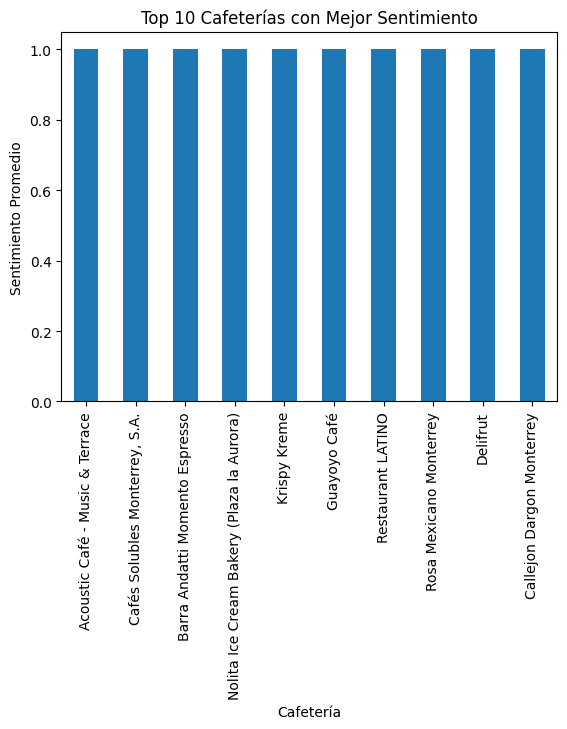 Top 10 Cafeterías con Mejor Sentimiento
Sentimiento Promedio
1.0
0.8
0.6
0.4
0.2
0.0
Acoustic Café - Music & Terrace
Cafés Solubles Monterrey, S.A.
Barra Andatti Momento Espresso
Nolita Ice Cream Bakery (Plaza la Aurora)
Krispy Kreme
Guayoyo Café
Restaurant LATINO
Rosa Mexicano Monterrey
Delifrut
Callejon Dargon Monterrey
Cafetería